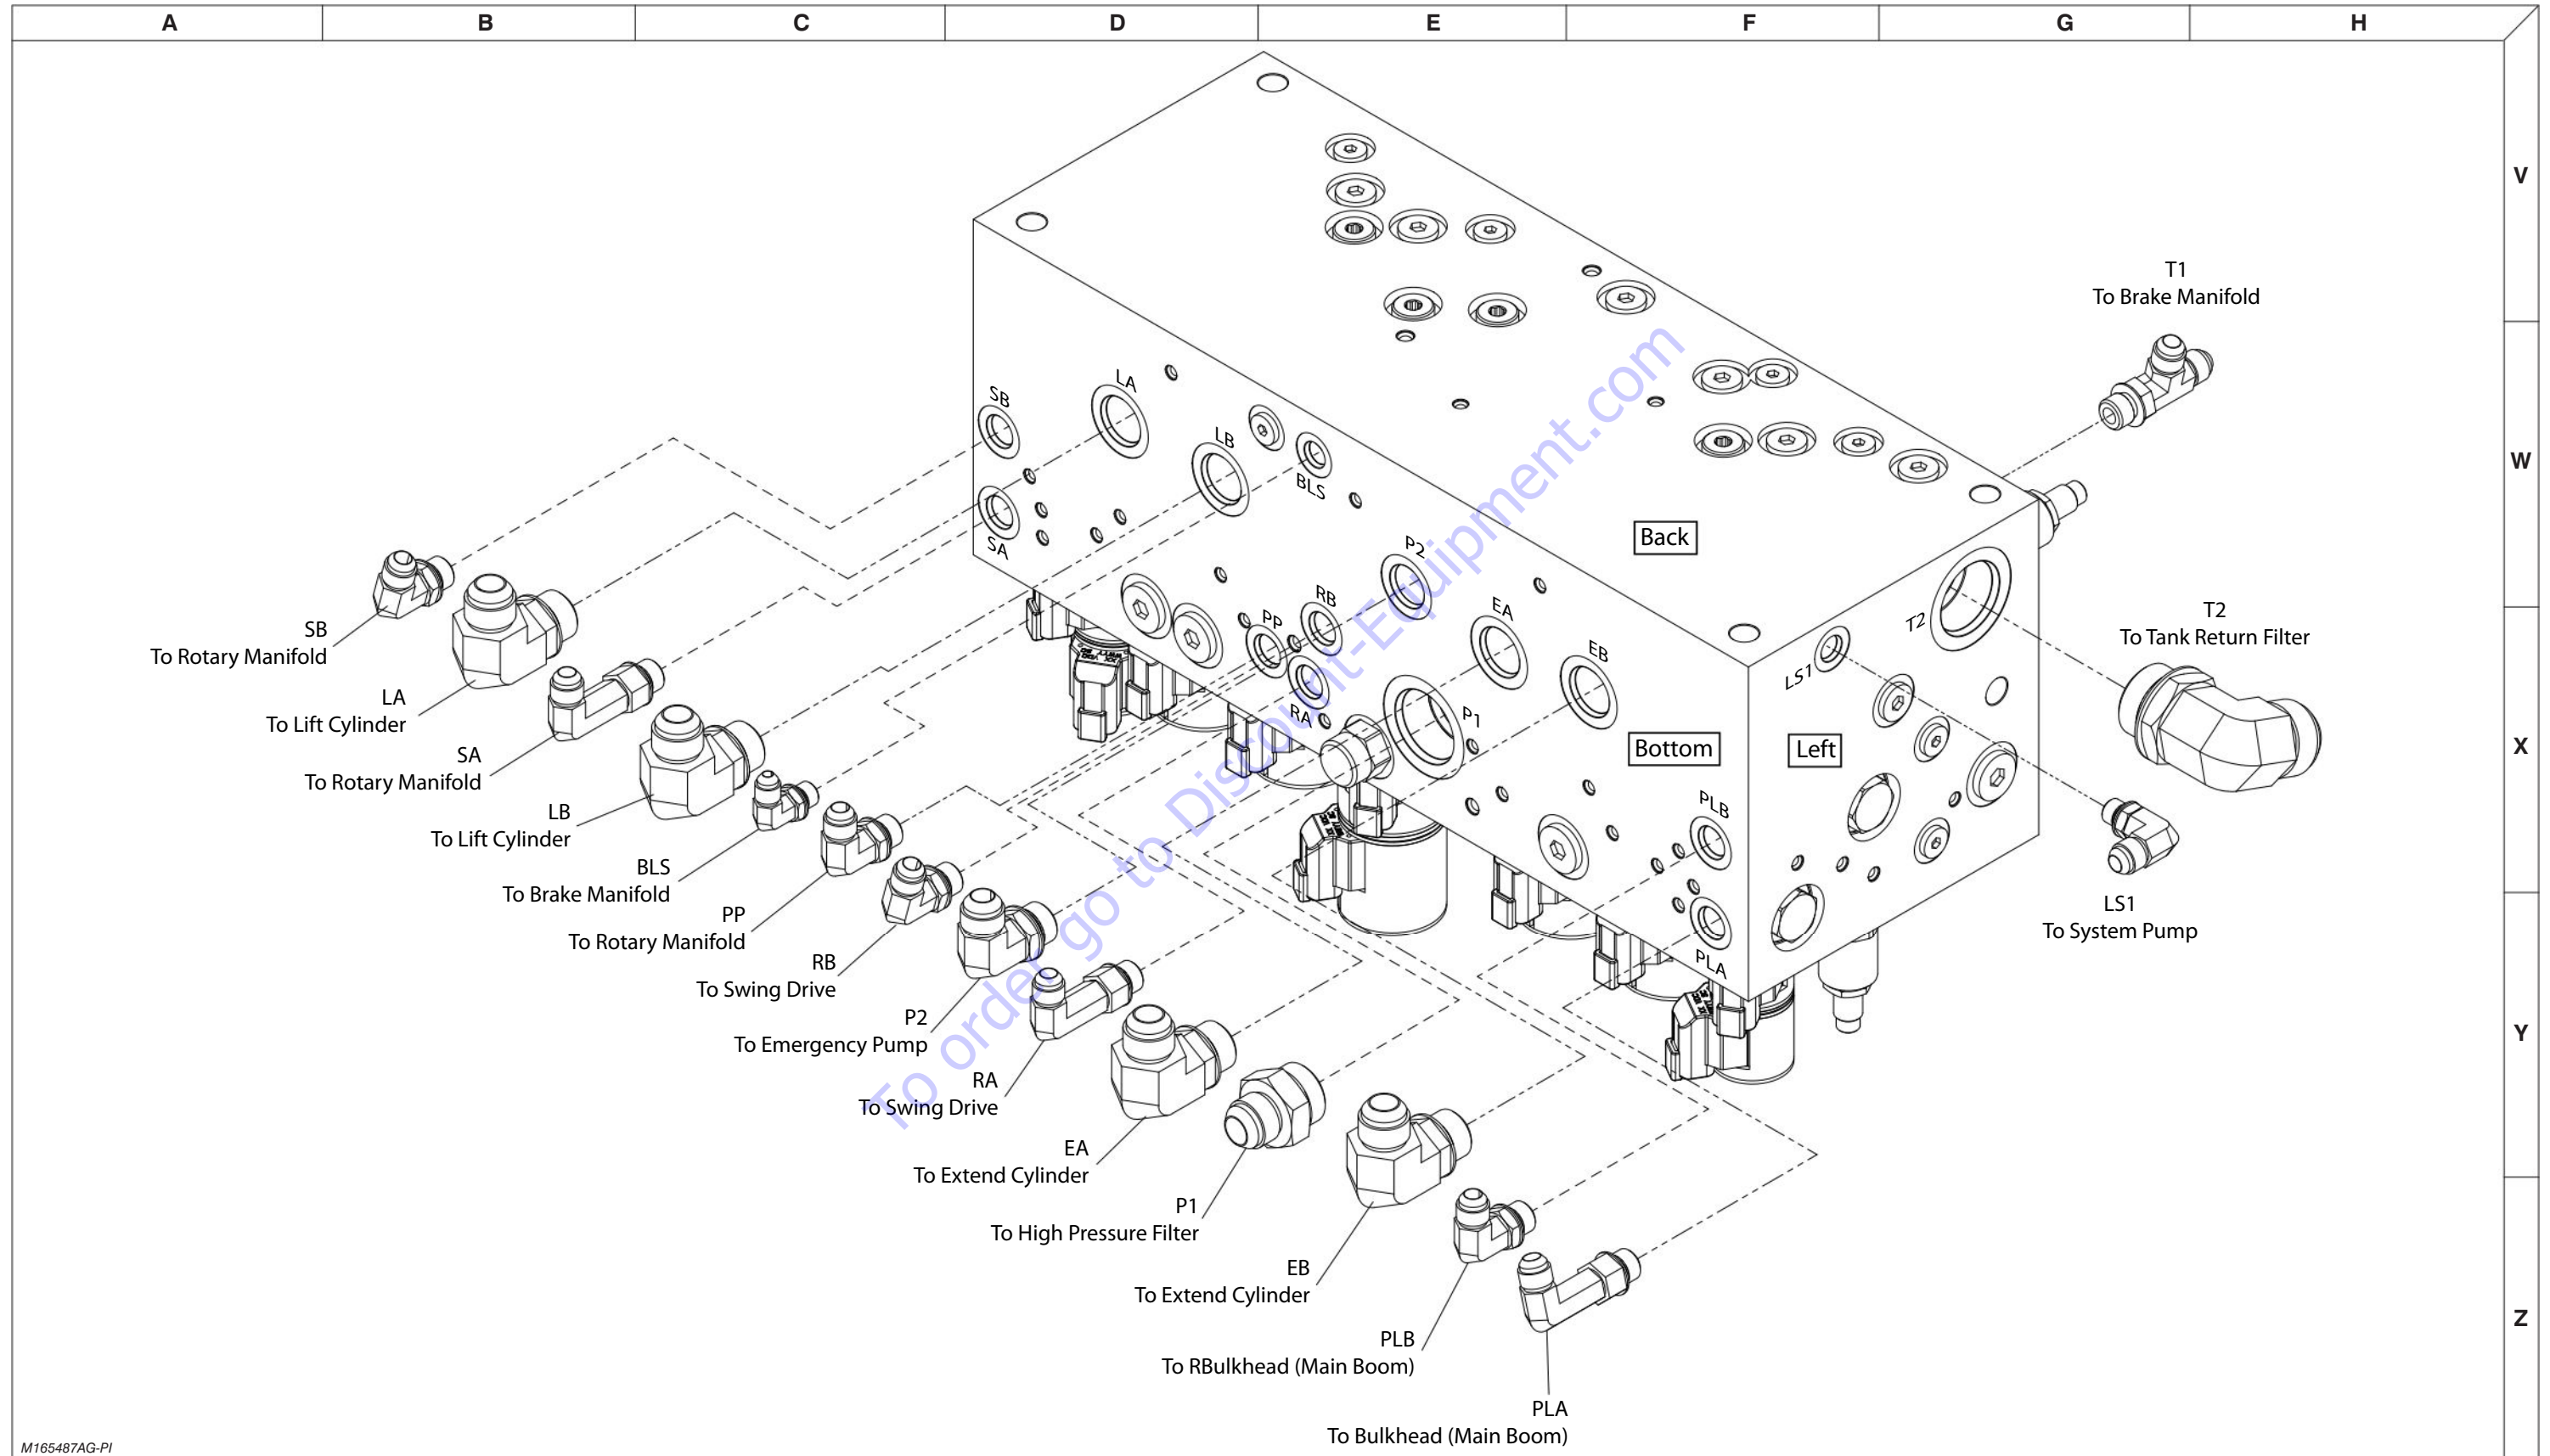 A B C D E F G H
V
T1
To Brake Manifold
W
SB
LA
LB
BLS
SA
P2
Back
RB
PP
EA
EB
T2
LS1
RA
P1
Bottom
Left
X
T2
To Tank Return Filter
SB
To Rotary Manifold
LA
To Lift Cylinder
SA
To Rotary Manifold
LB
To Lift Cylinder
BLS
To Brake Manifold
PLB
PLA
LS1
To System Pump
PP
To Rotary Manifold
RB
To Swing Drive
P2
To Emergency Pump
Y
RA
To Swing Drive
EA
To Extend Cylinder
P1
To High Pressure Filter
EB
To Extend Cylinder
Z
PLB
To RBulkhead (Main Boom)
PLA
To Bulkhead (Main Boom)
M165487AG-PI
To order go to Discount-Equipment.com